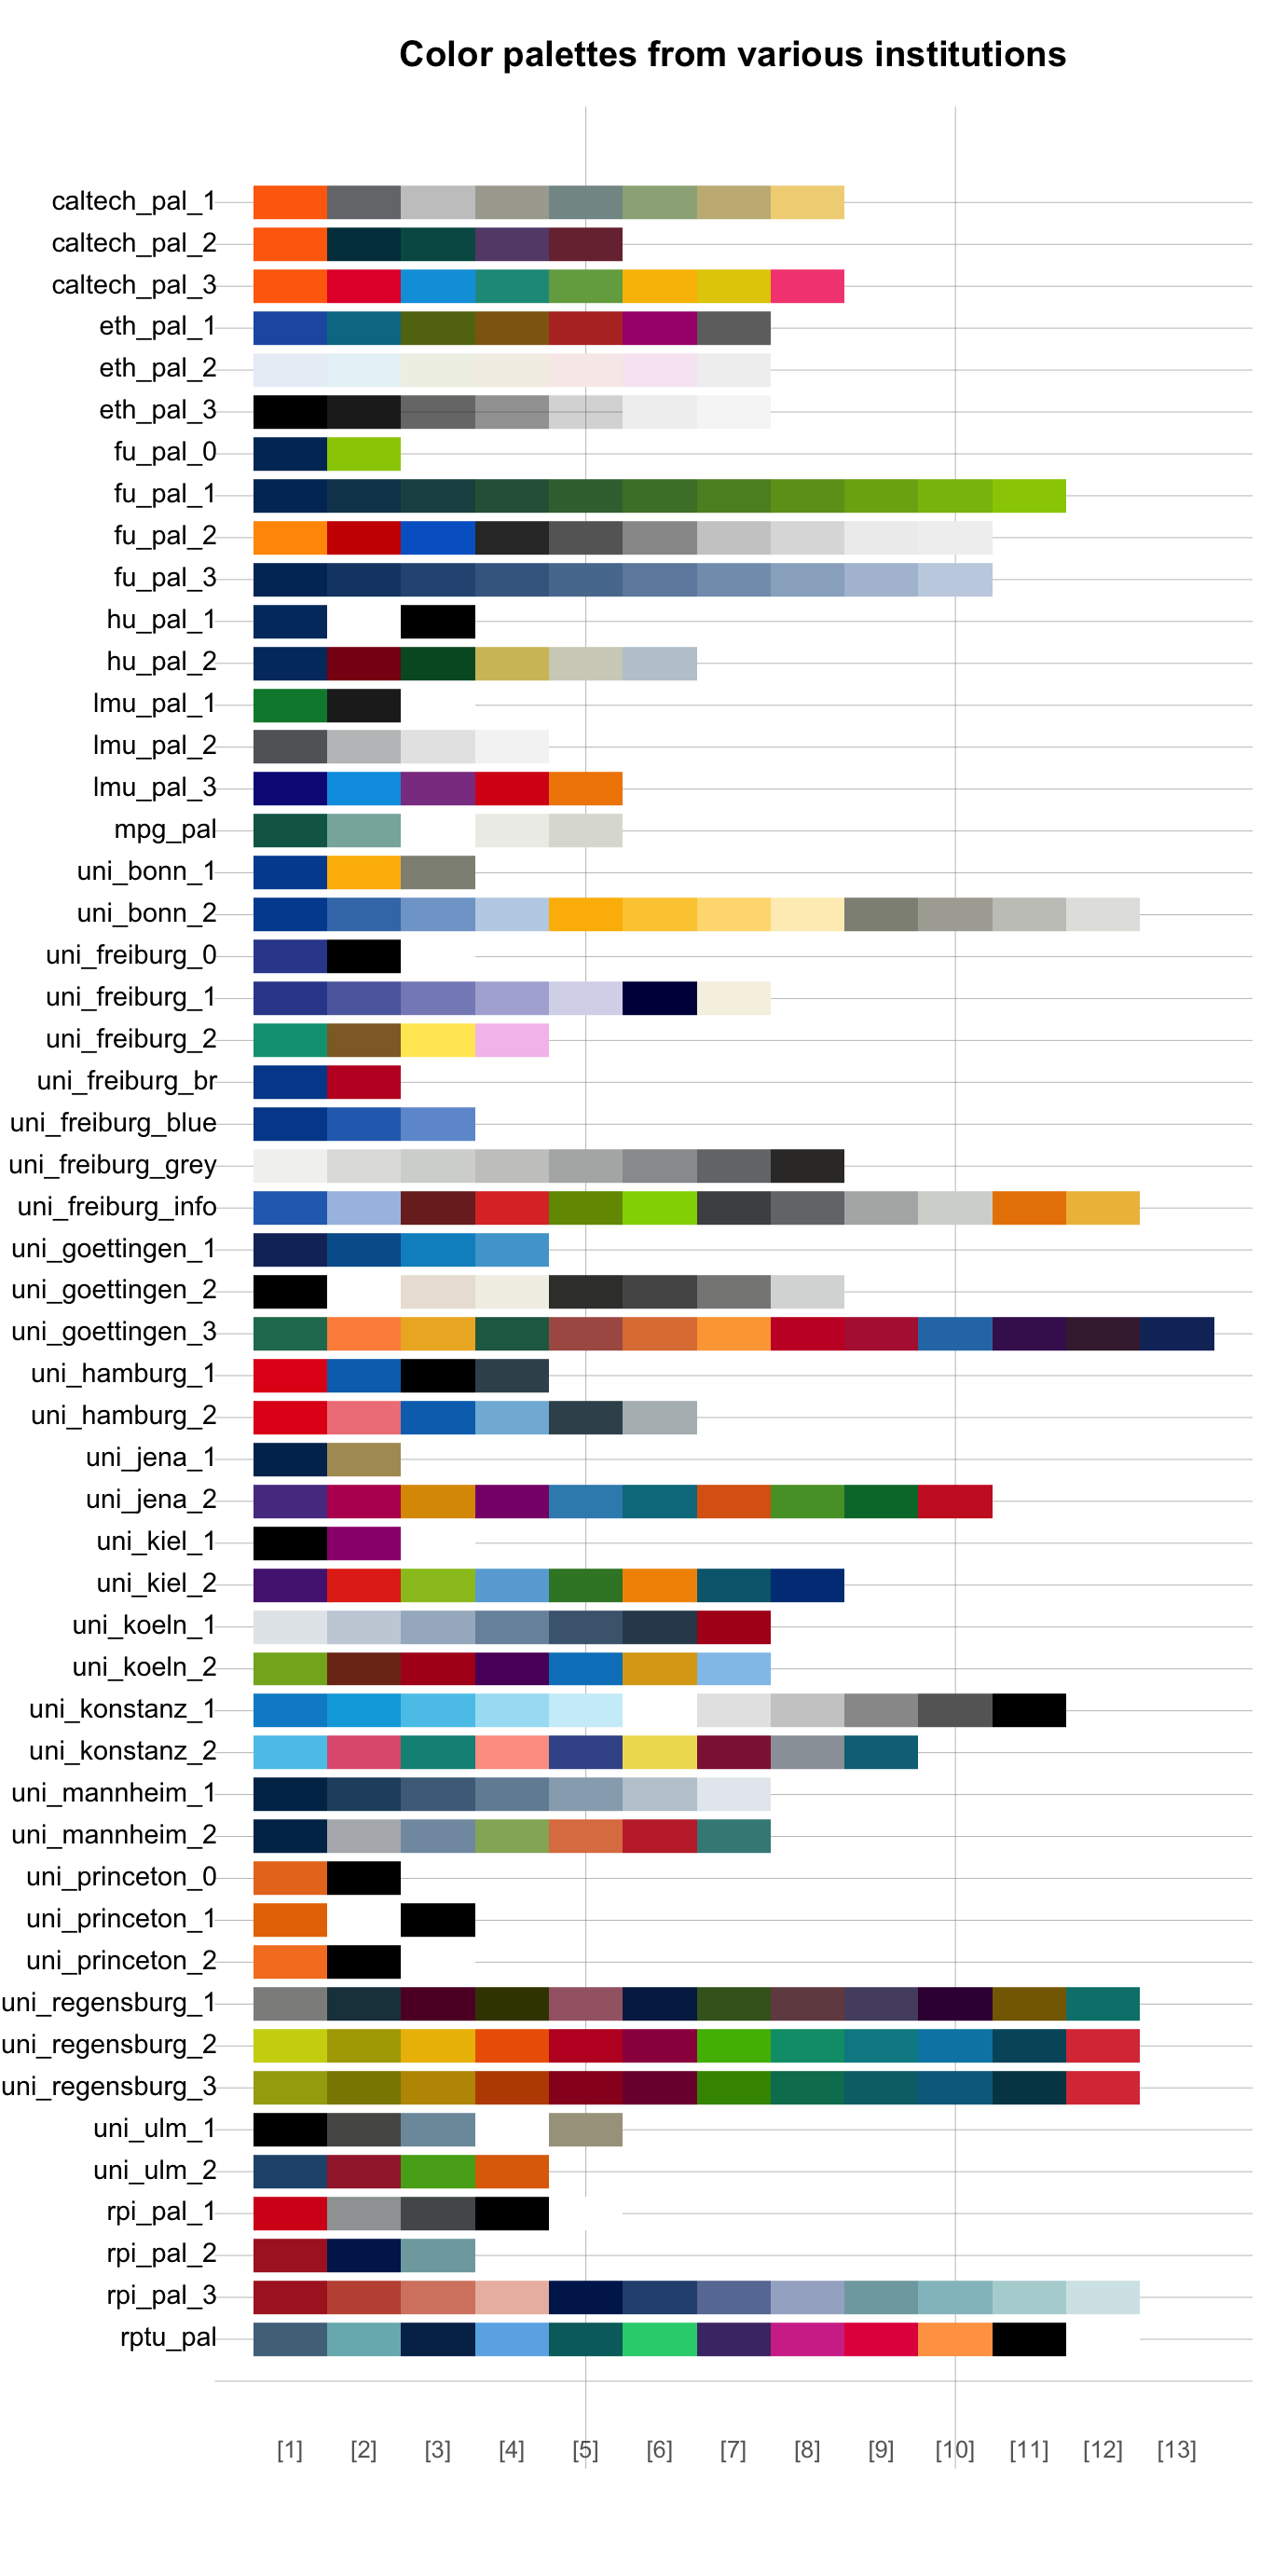 Color palettes from various institutions
caltech_pal_1
caltech_pal_2
caltech_pal_3
eth_pal_1
eth_pal_2
eth_pal_3
fu_pal_0
fu_pal_1
fu_pal_2
fu_pal_3
hu_pal_1
hu_pal_2
lmu_pal_1
lmu_pal_2
lmu_pal_3
mpg_pal
uni_bonn_1
uni_bonn_2
uni_freiburg_0
uni_freiburg_1
uni_freiburg_2
uni_freiburg_br
uni_freiburg_blue
uni_freiburg_grey
uni_freiburg_info
uni_goettingen_1
uni_goettingen_2
uni_goettingen_3
uni_hamburg_1
uni_hamburg_2
uni_jena_1
uni_jena_2
uni_kiel_1
uni_kiel_2
uni_koeln_1
uni_koeln_2
uni_konstanz_1
uni_konstanz_2
uni_mannheim_1
uni_mannheim_2
uni_princeton_0
uni_princeton_1
uni_princeton_2
uni_regensburg_1
uni_regensburg_2
uni_regensburg_3
uni_ulm_1
uni_ulm_2
rpi_pal_1
rpi_pal_2
rpi_pal_3
rptu_pal
[1] [2] [3] [4] [5] [6] [7] [8] [9] [10] [11] [12] [13]